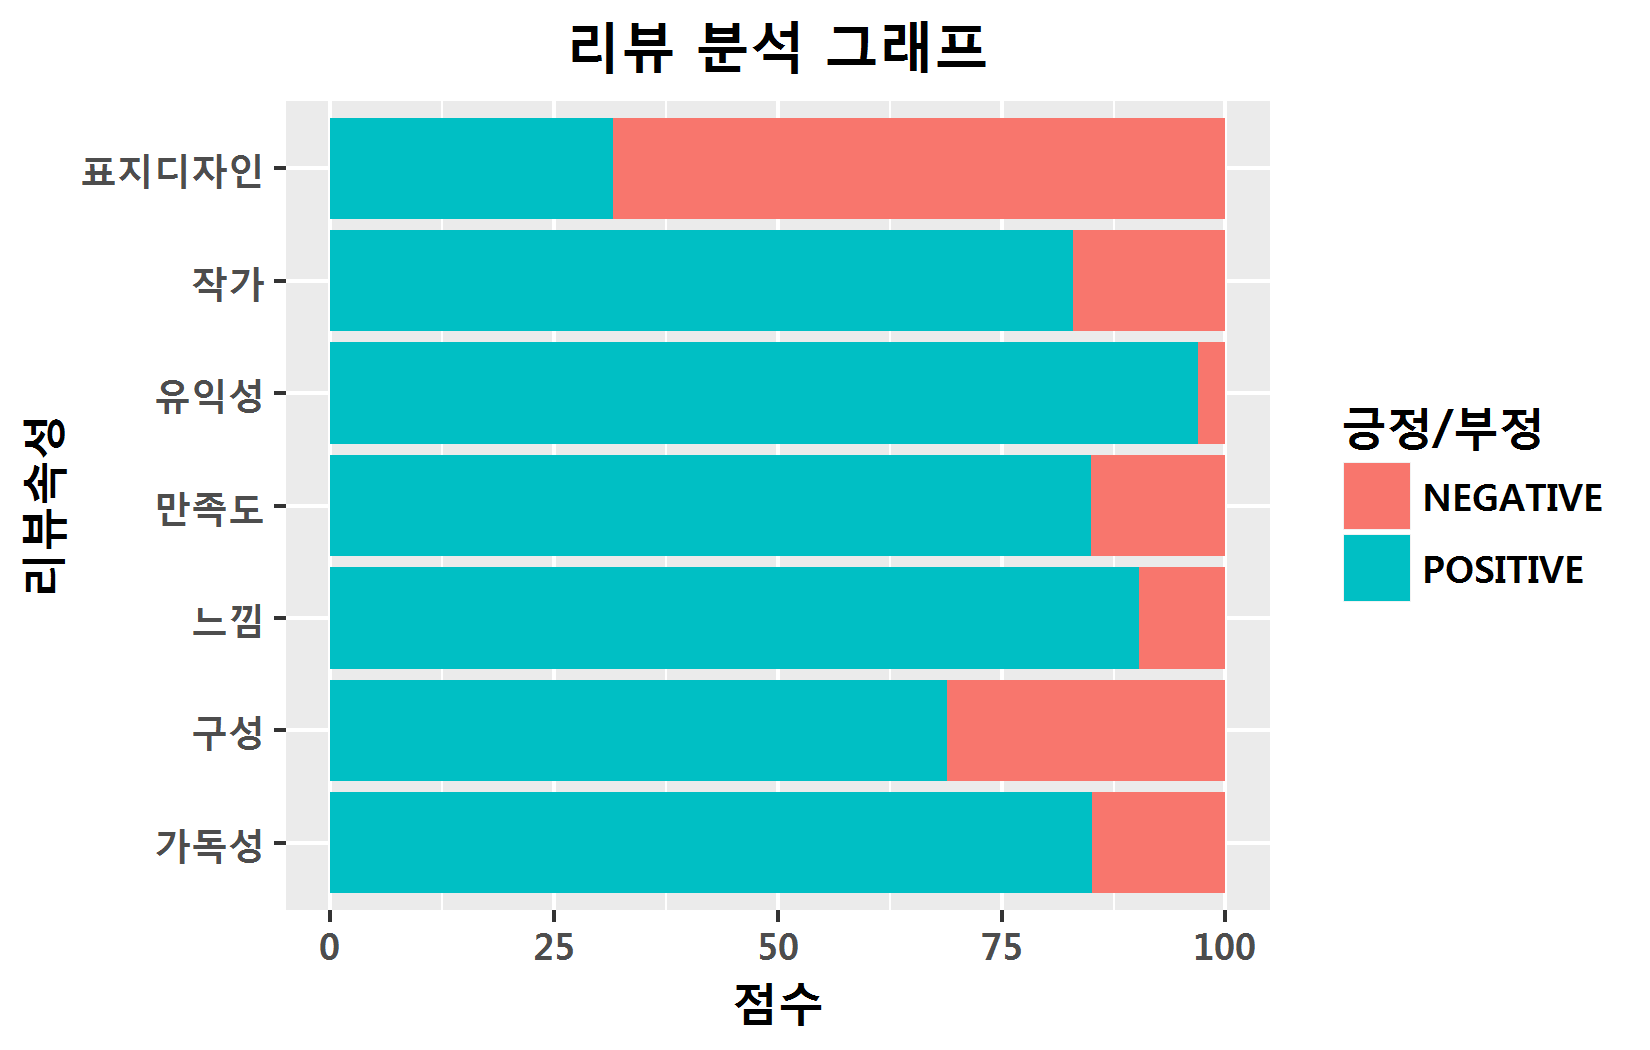 리뷰 분석 그래프
리뷰속성
표지디자인
작가
유익성
만족도
느낌
구성
가독성
0 25 50 75 100
점수
긍정/부정
NEGATIVE
POSITIVE